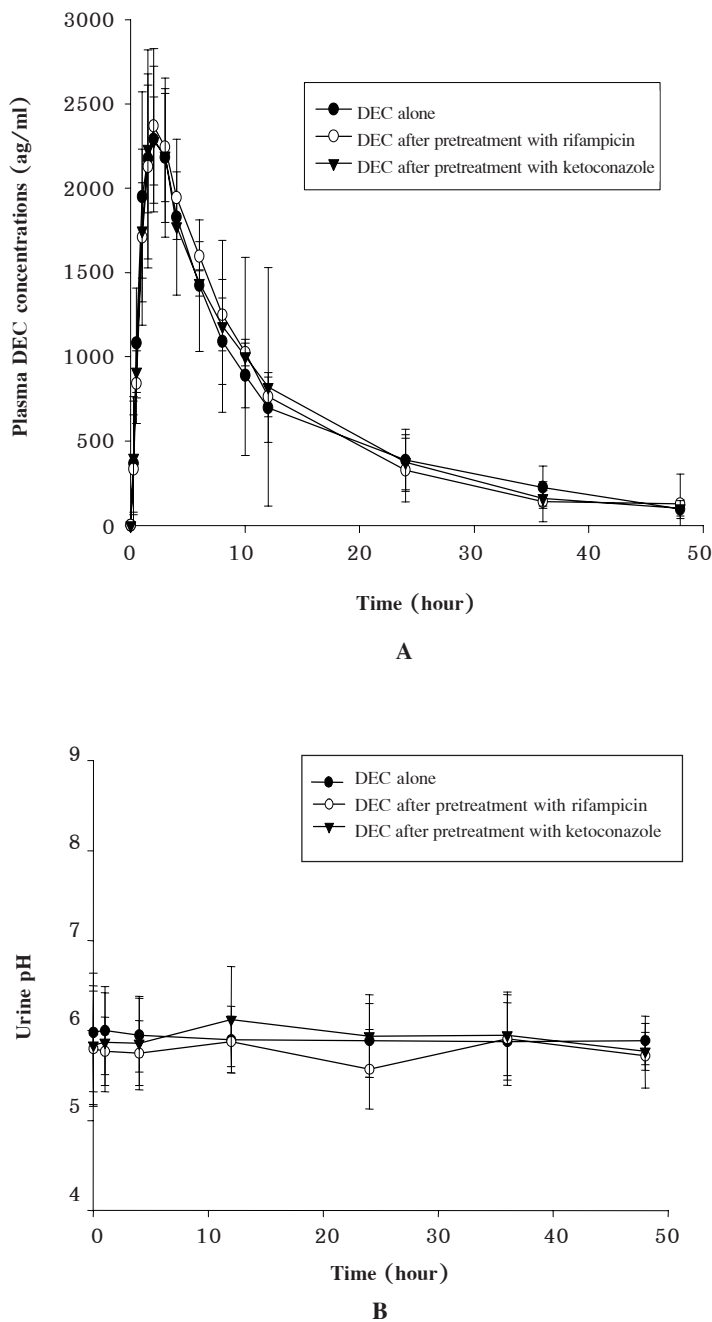 3000
2500
2000
1500
1000
500
0
Plasma DEC concentrations (ag/ml)
DEC alone
DEC after pretreatment with rifampicin
DEC after pretreatment with ketoconazole
0 10 20 30 40 50
Time (hour)
A
9
8
7
6
5
4
Urine pH
DEC alone
DEC after pretreatment with rifampicin
DEC after pretreatment with ketoconazole
0 10 20 30 40 50
Time (hour)
B